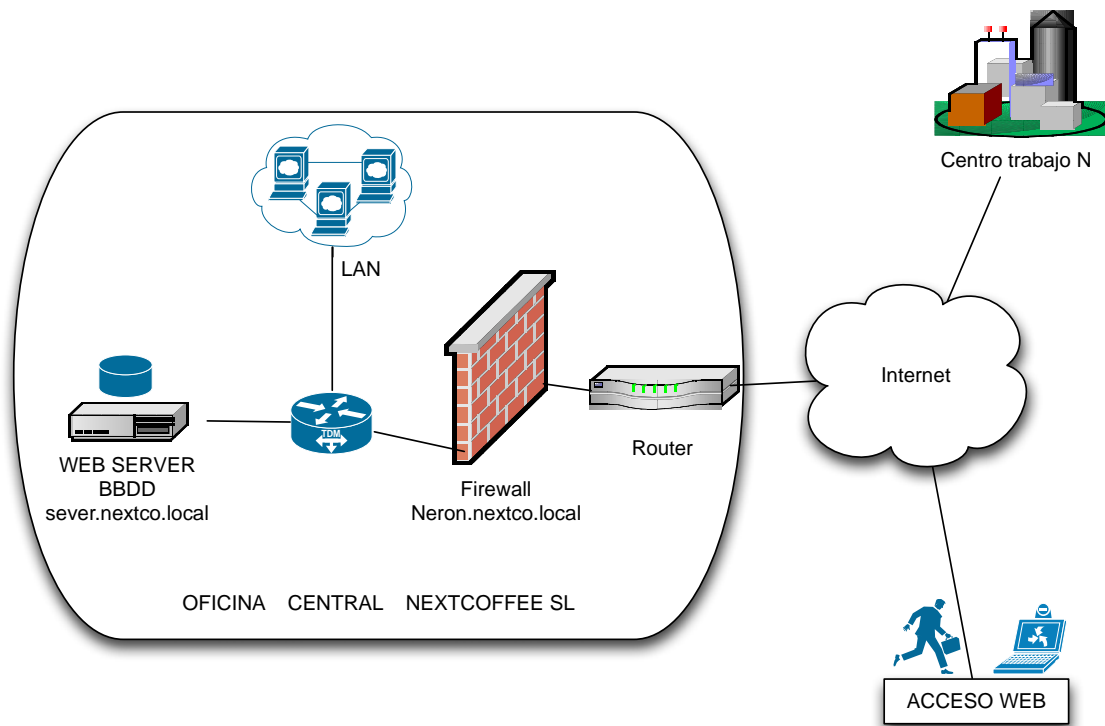 Centro trabajo N
LAN
Internet
TDM
Router
WEB SERVER
BBDD
sever.nextco.local
Firewall
Neron.nextco.local
OFICINA CENTRAL NEXTCOFFEE SL
ACCESO WEB